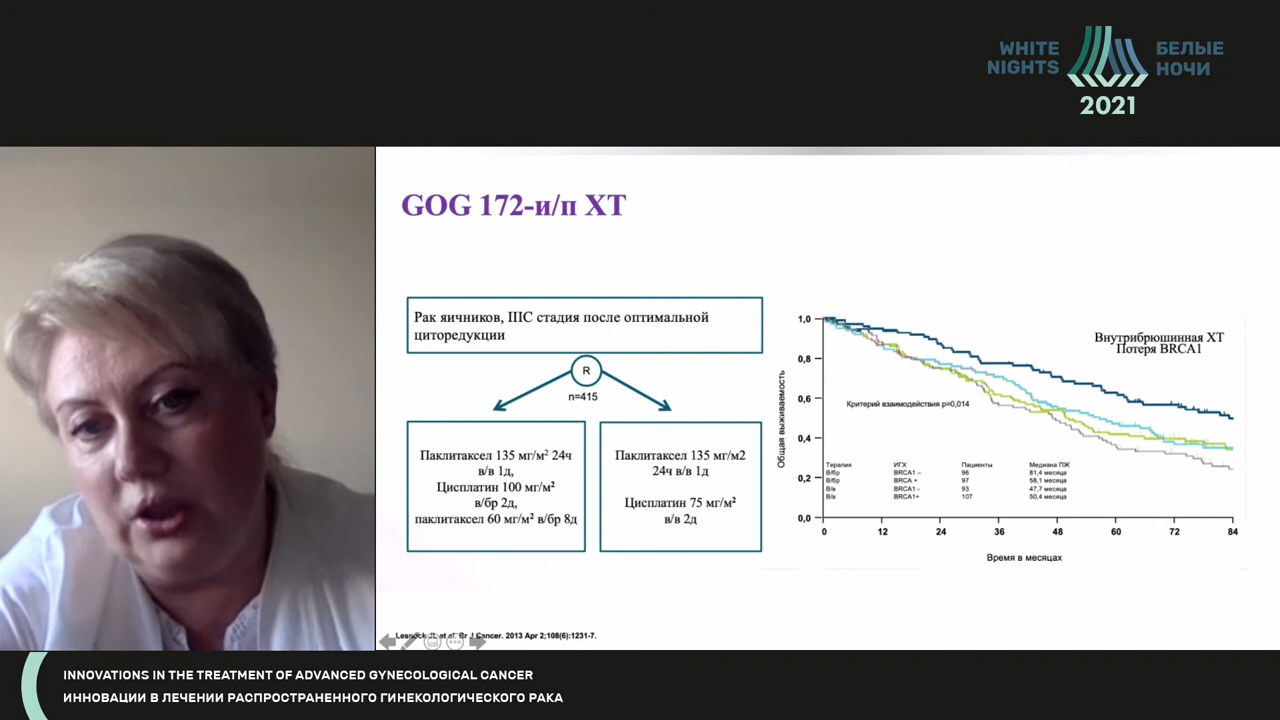 WHITE
NIGHTS
БЕЛЫЕ
НОЧИ
2021
GOG 172-и/п ХТ
Рак яичников, IIIC стадия после оптимальной
циторедукции
R
n=415
Паклитаксел 135 мг/м² 24ч
в/в 1д,
Цисплатин 100 мг/м²
в/бр 2д,
паклитаксел 60 мг/м² в/бр 8д
Паклитаксел 135 мг/м2
24ч в/в 1д
Цисплатин 75 мг/м²
в/в 2д
Внутрибрюшинная ХТ
Потеря BRCA1
Общая выживаемость
1,0
0,8
0,6
0,4
0,2
0,0
Критерий взаимодействия p=0,014
Терапия ИГХ Пациенты Медиана ПЖ
В/бр BRCA1 – 96 81,4 месяца
В/бр BRCA + 97 58,1 месяца
В/в BRCA1 - 93 47,7 месяца
В/в BRCA1+ 107 50,4 месяца
0 12 24 36 48 60 72 84
Время в месяцах
Cancer. 2013 Apr 2;108(6):1231-7.
INNOVATIONS IN THE TREATMENT OF ADVANCED GYNECOLOGICAL CANCER
ИННОВАЦИИ В ЛЕЧЕНИИ РАСПРОСТРАНЕННОГО ГИНЕКОЛОГИЧЕСКОГО РАКА